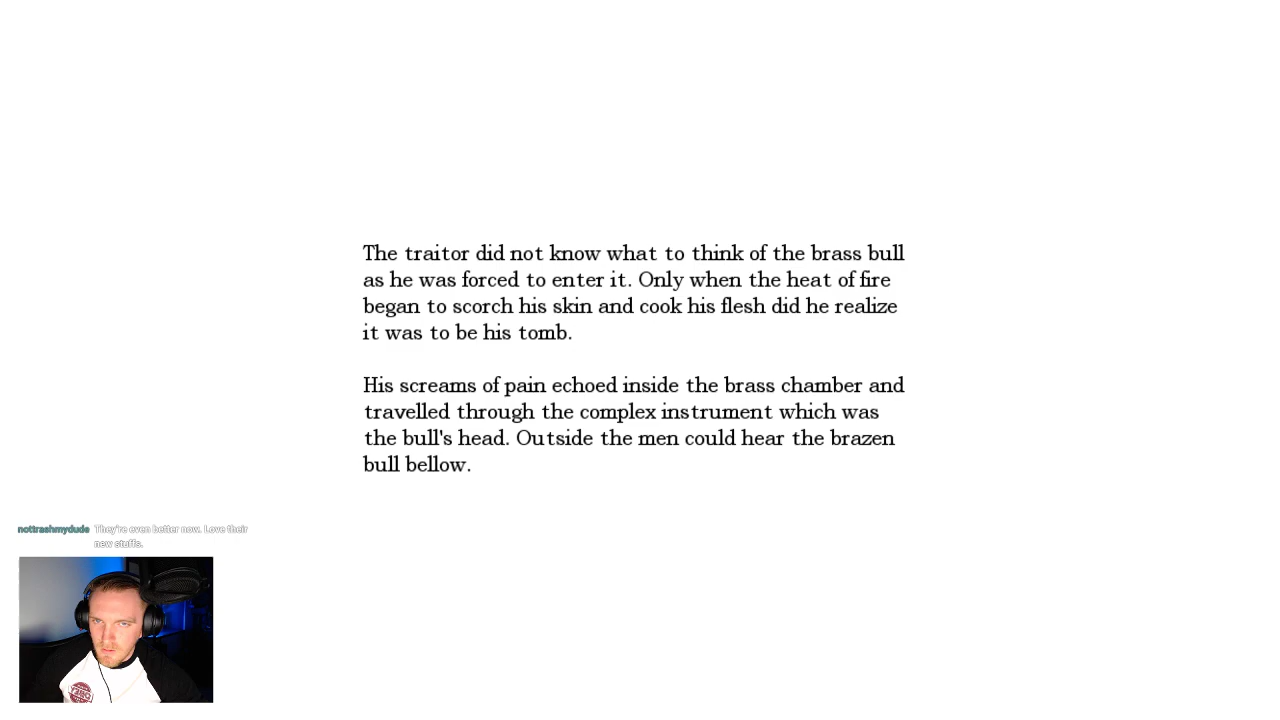 The traitor did not know what to think of the brass bull
as he was forced to enter it. Only when the heat of fire
began to scorch his skin and cook his flesh did he realize
it was to be his tomb.
His screams of pain echoed inside the brass chamber and
travelled through the complex instrument which was
the bull's head. Outside the men could hear the brazen
bull bellow.
nottrashmydude They're even better now. Love their
new stuffs.